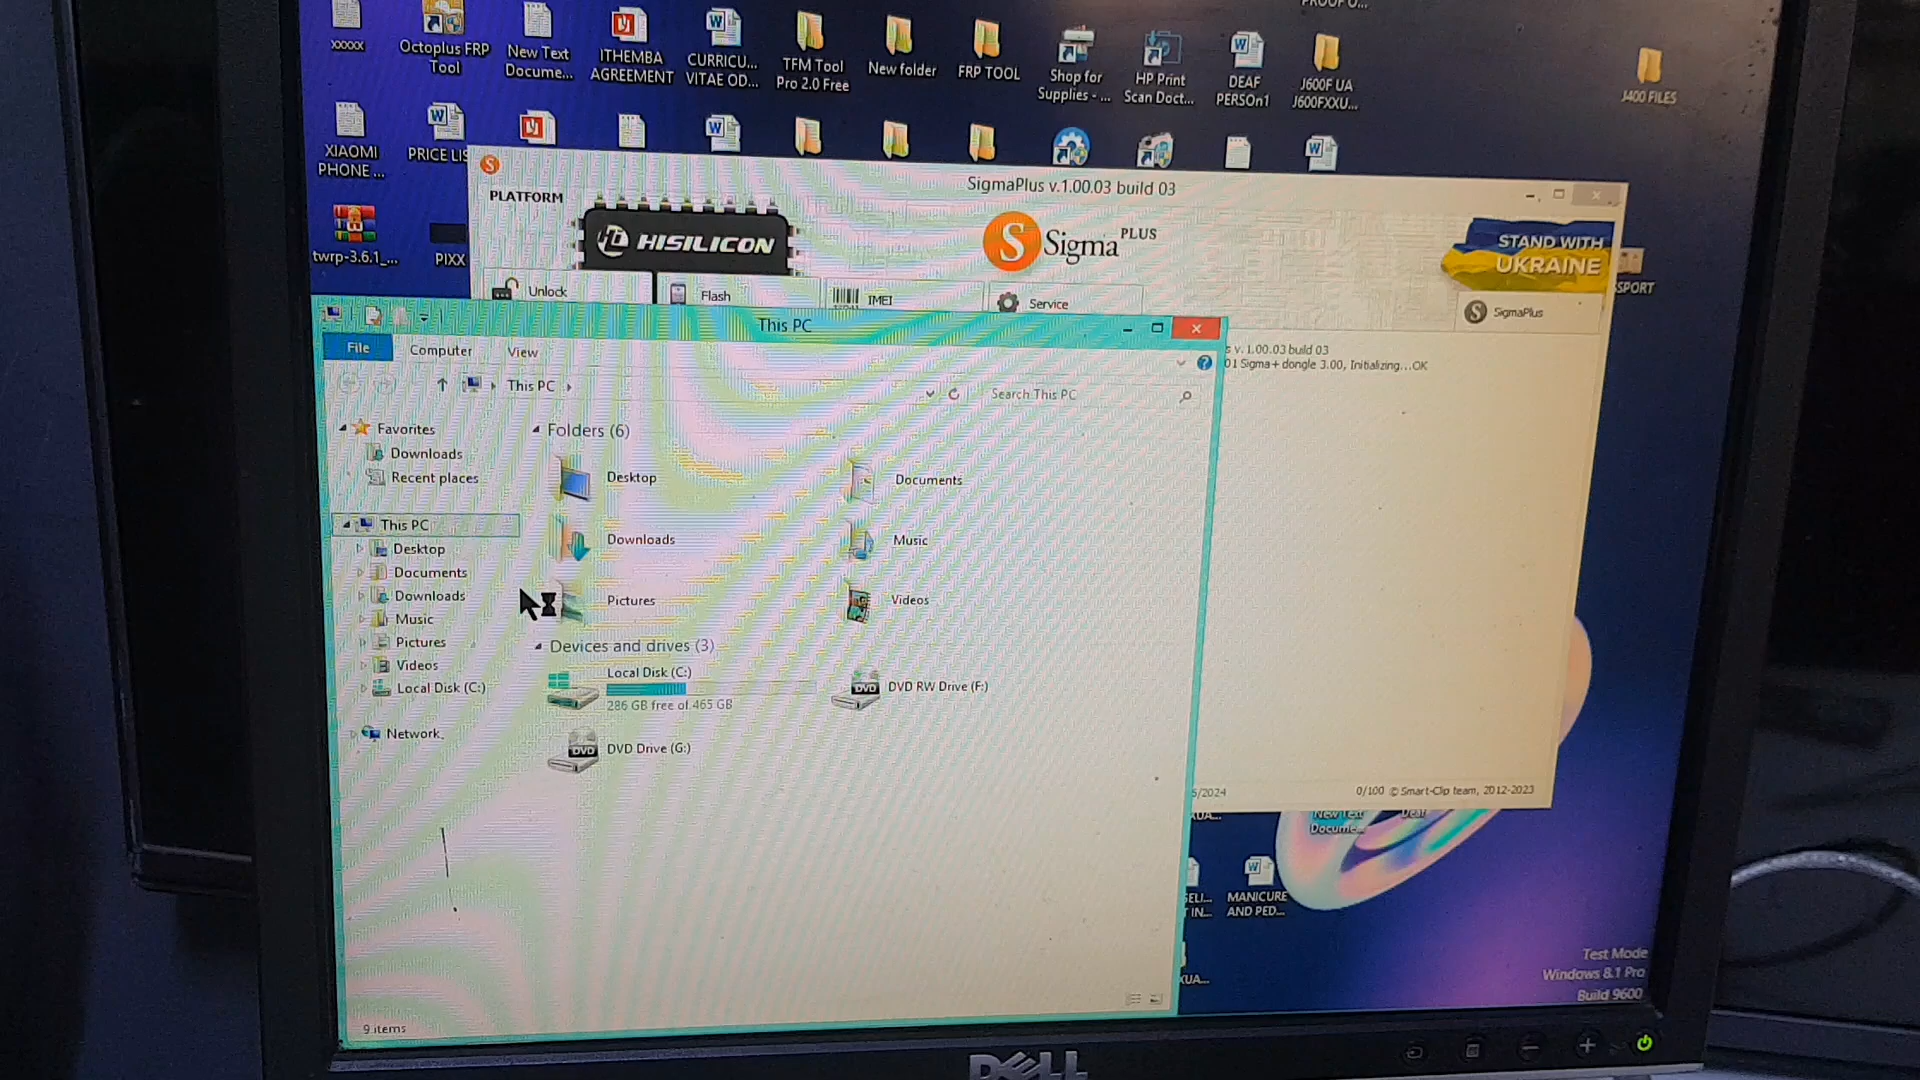 xxxxx
Octoplus FRP
Tool
New Text
Docume...
ITHEMBA
AGREEMENT
CURRICU...
VITAE OD...
TFM Tool
Pro 2.0 Free
New folder
FRP TOOL
Shop for
Supplies - ...
HP Print
Scan Doct...
DEAF
PERSOn1
J600F UA
J600FXXU...
J400 FILES
XIAOMI
PHONE ...
PRICE LIS
twrp-3.6.1_...
PIXX
SigmaPlus v.1.00.03 build 03
PLATFORM
HISILICON
Sigma PLUS
STAND WITH
UKRAINE
SSPORT
Unlock
Flash
IMEI
Service
SigmaPlus
s v. 1.00.03 build 03
01 Sigma+ dongle 3.00, Initializing...OK
This PC
File
Computer
View
This PC
Search This PC
Favorites
Downloads
Recent places
This PC
Desktop
Documents
Downloads
Music
Pictures
Videos
Local Disk (C:)
Network
Folders (6)
Desktop
Documents
Downloads
Music
Pictures
Videos
Devices and drives (3)
Local Disk (C:)
286 GB free of 465 GB
DVD RW Drive (F:)
DVD Drive (G:)
9 items
5/2024
0/100 © Smart-Clip team, 2012-2023
New Text
Docume...
Deaf
MANICURE
AND PED...
Test Mode
Windows 8.1 Pro
Build 9600
DELL